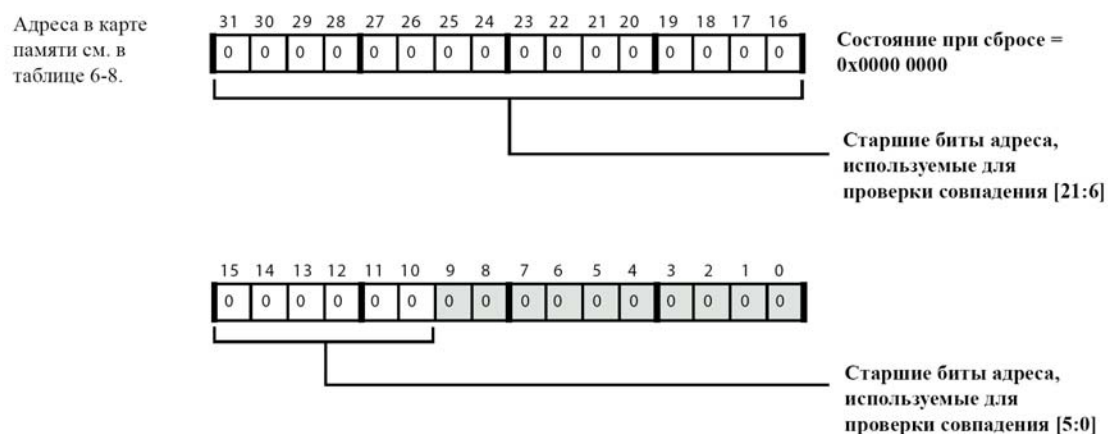 Адреса в карте
памяти см. в
таблице 6-8.
31 30 29 28 27 26 25 24 23 22 21 20 19 18 17 16
0 0 0 0 0 0 0 0 0 0 0 0 0 0 0 0
Состояние при сбросе =
0x0000 0000
Старшие биты адреса,
используемые для
проверки совпадения [21:6]
15 14 13 12 11 10 9 8 7 6 5 4 3 2 1 0
0 0 0 0 0 0 0 0 0 0 0 0 0 0 0 0
Старшие биты адреса,
используемые для
проверки совпадения [5:0]